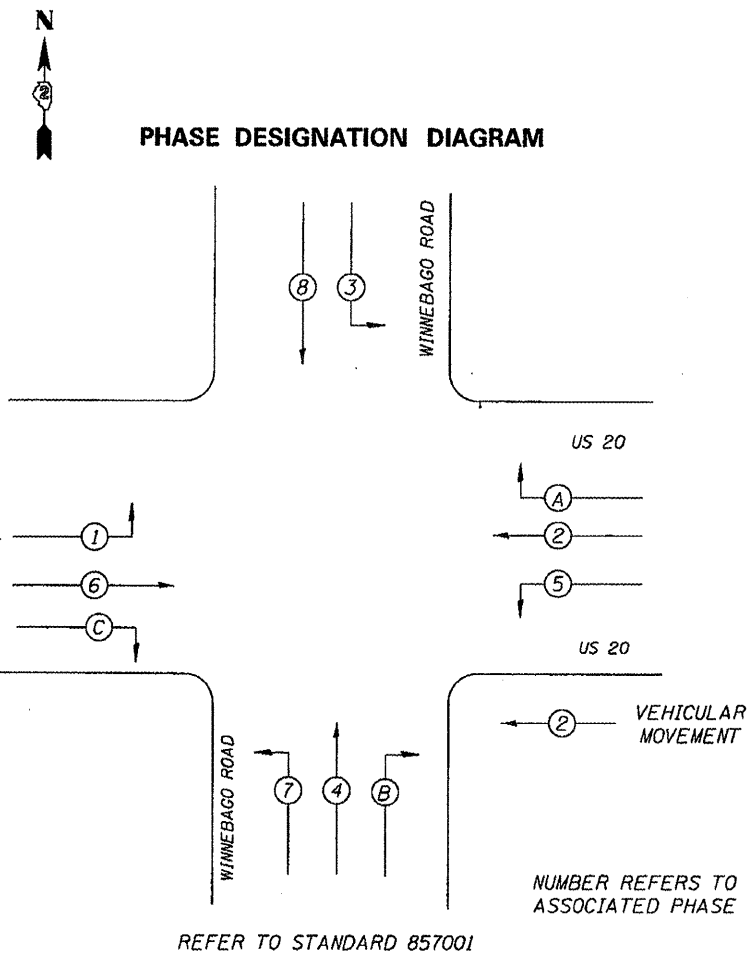 N
2
PHASE DESIGNATION DIAGRAM
WINNEBAGO ROAD
8
3
US 20
A
1
2
6
5
C
US 20
2
VEHICULAR
MOVEMENT
WINNEBAGO ROAD
7
4
B
NUMBER REFERS TO
ASSOCIATED PHASE
REFER TO STANDARD 857001